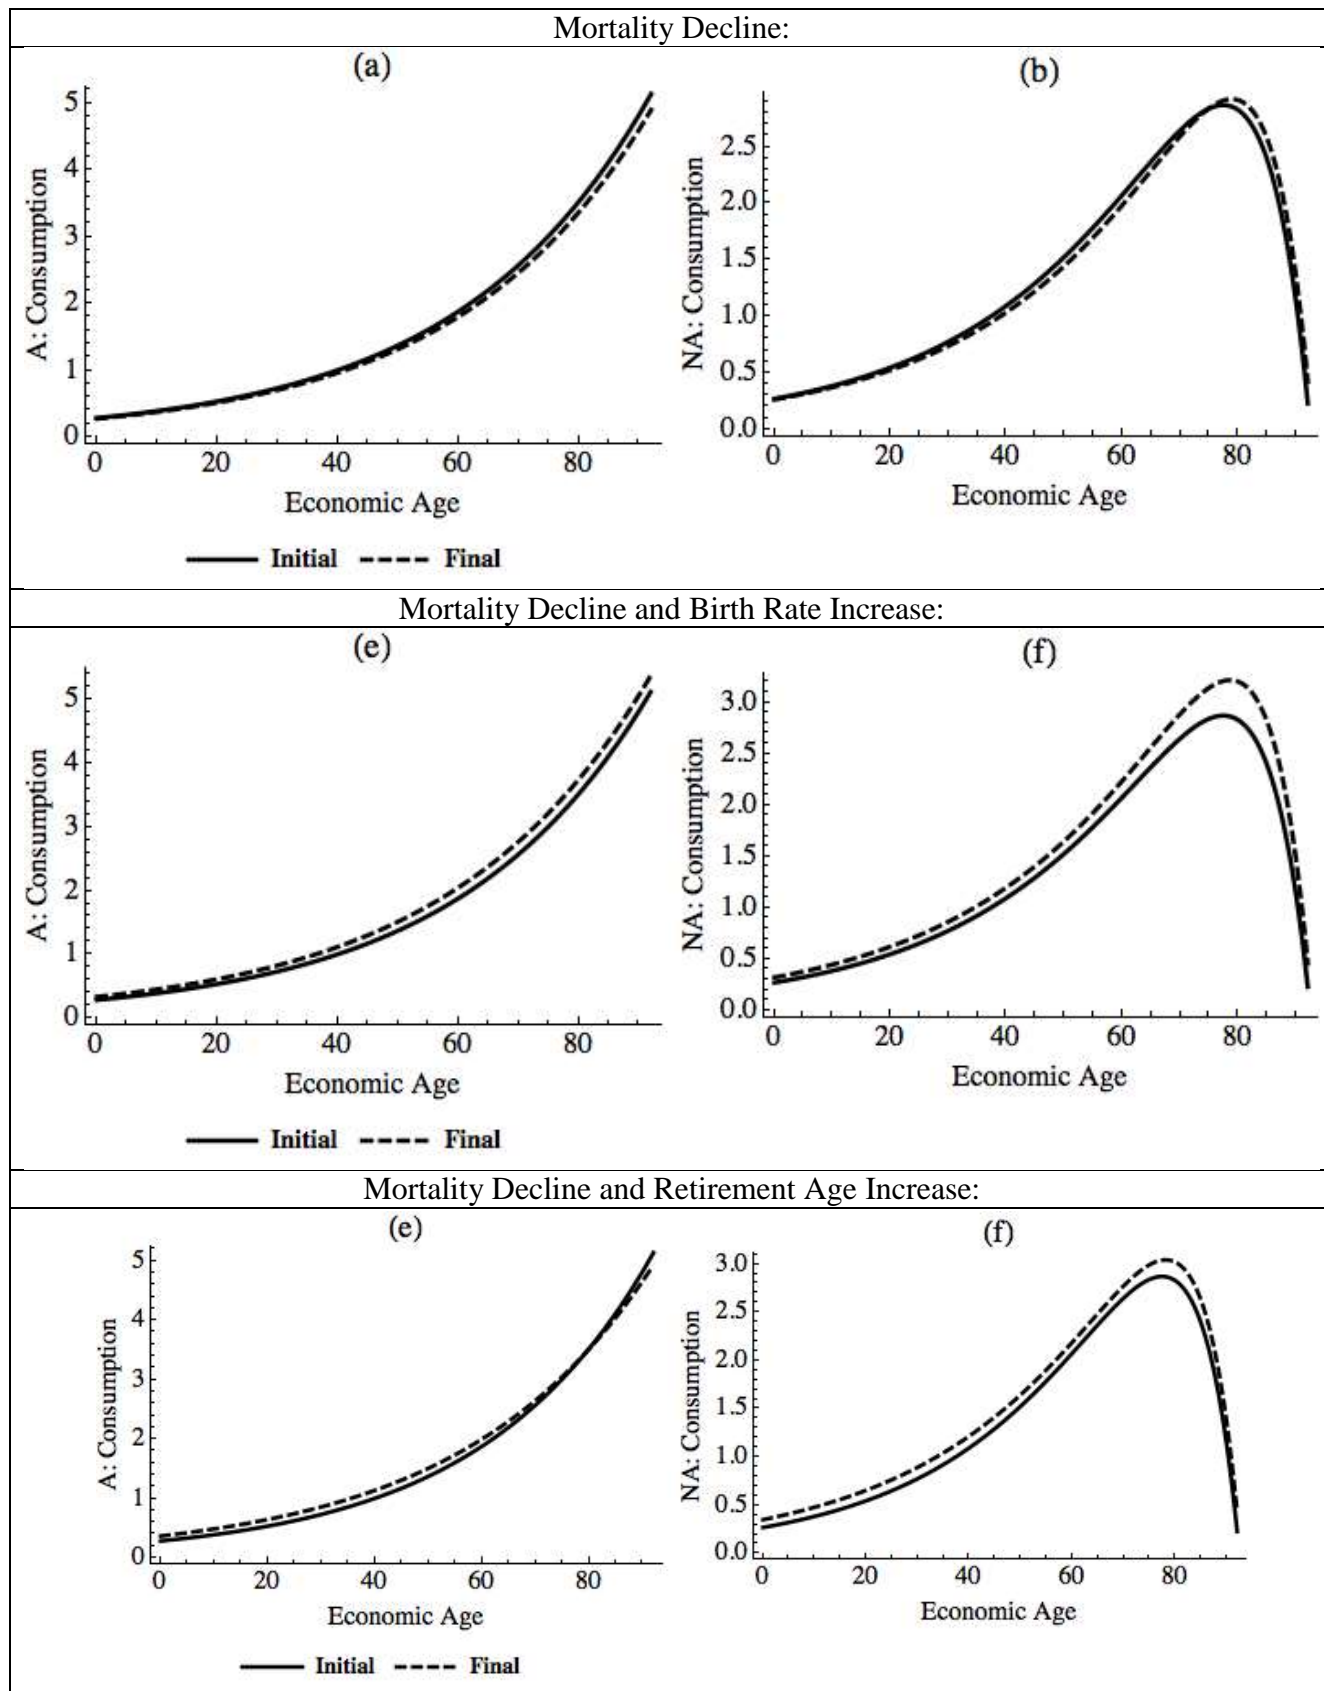 Mortality Decline:
(a)
5
4
3
2
1
0
A: Consumption
0 20 40 60 80
Economic Age
(b)
2.5
2.0
1.5
1.0
0.5
0.0
NA: Consumption
0 20 40 60 80
Economic Age
Initial Final
Mortality Decline and Birth Rate Increase:
(e)
5
4
3
2
1
0
A: Consumption
0 20 40 60 80
Economic Age
(f)
3.0
2.5
2.0
1.5
1.0
0.5
0.0
NA: Consumption
0 20 40 60 80
Economic Age
Initial Final
Mortality Decline and Retirement Age Increase:
(e)
5
4
3
2
1
0
A: Consumption
0 20 40 60 80
Economic Age
(f)
3.0
2.5
2.0
1.5
1.0
0.5
0.0
NA: Consumption
0 20 40 60 80
Economic Age
Initial Final